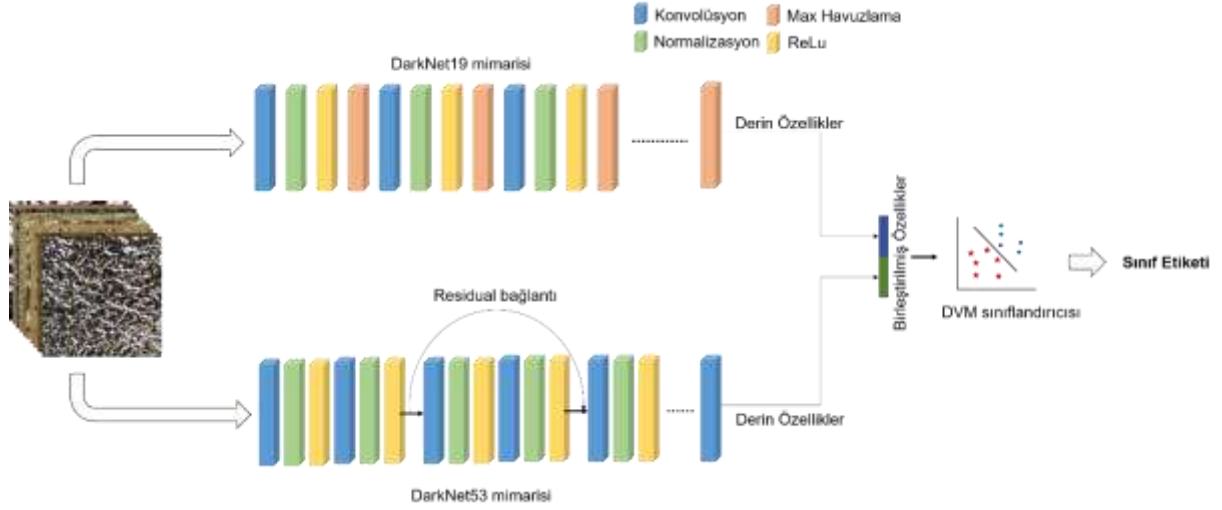 Konvolüsyon
Max Havuzlama
Normalizasyon
ReLu
DarkNet19 mimarisi
Derin Özellikler
Birleştirilmiş Özellikler
Sınıf Etiketi
DVM sınıflandırıcısı
Residual bağlantı
Derin Özellikler
DarkNet53 mimarisi